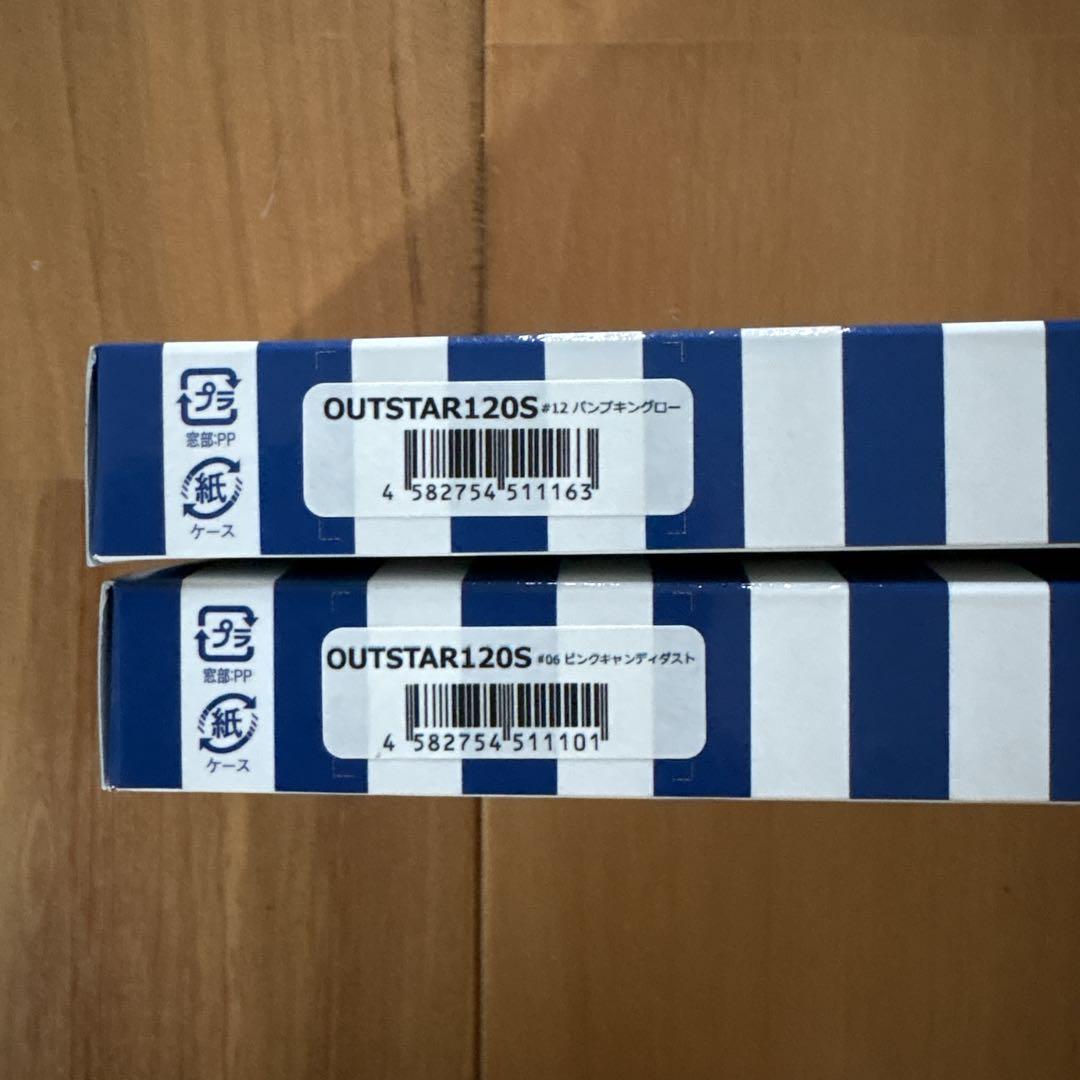 プラ
窓部:PP
紙
ケース
OUTSTAR120S #12 パンプキングロー
4 582754 511163
プラ
窓部:PP
紙
ケース
OUTSTAR120S #06 ピンクキャンディダスト
4 582754 511101